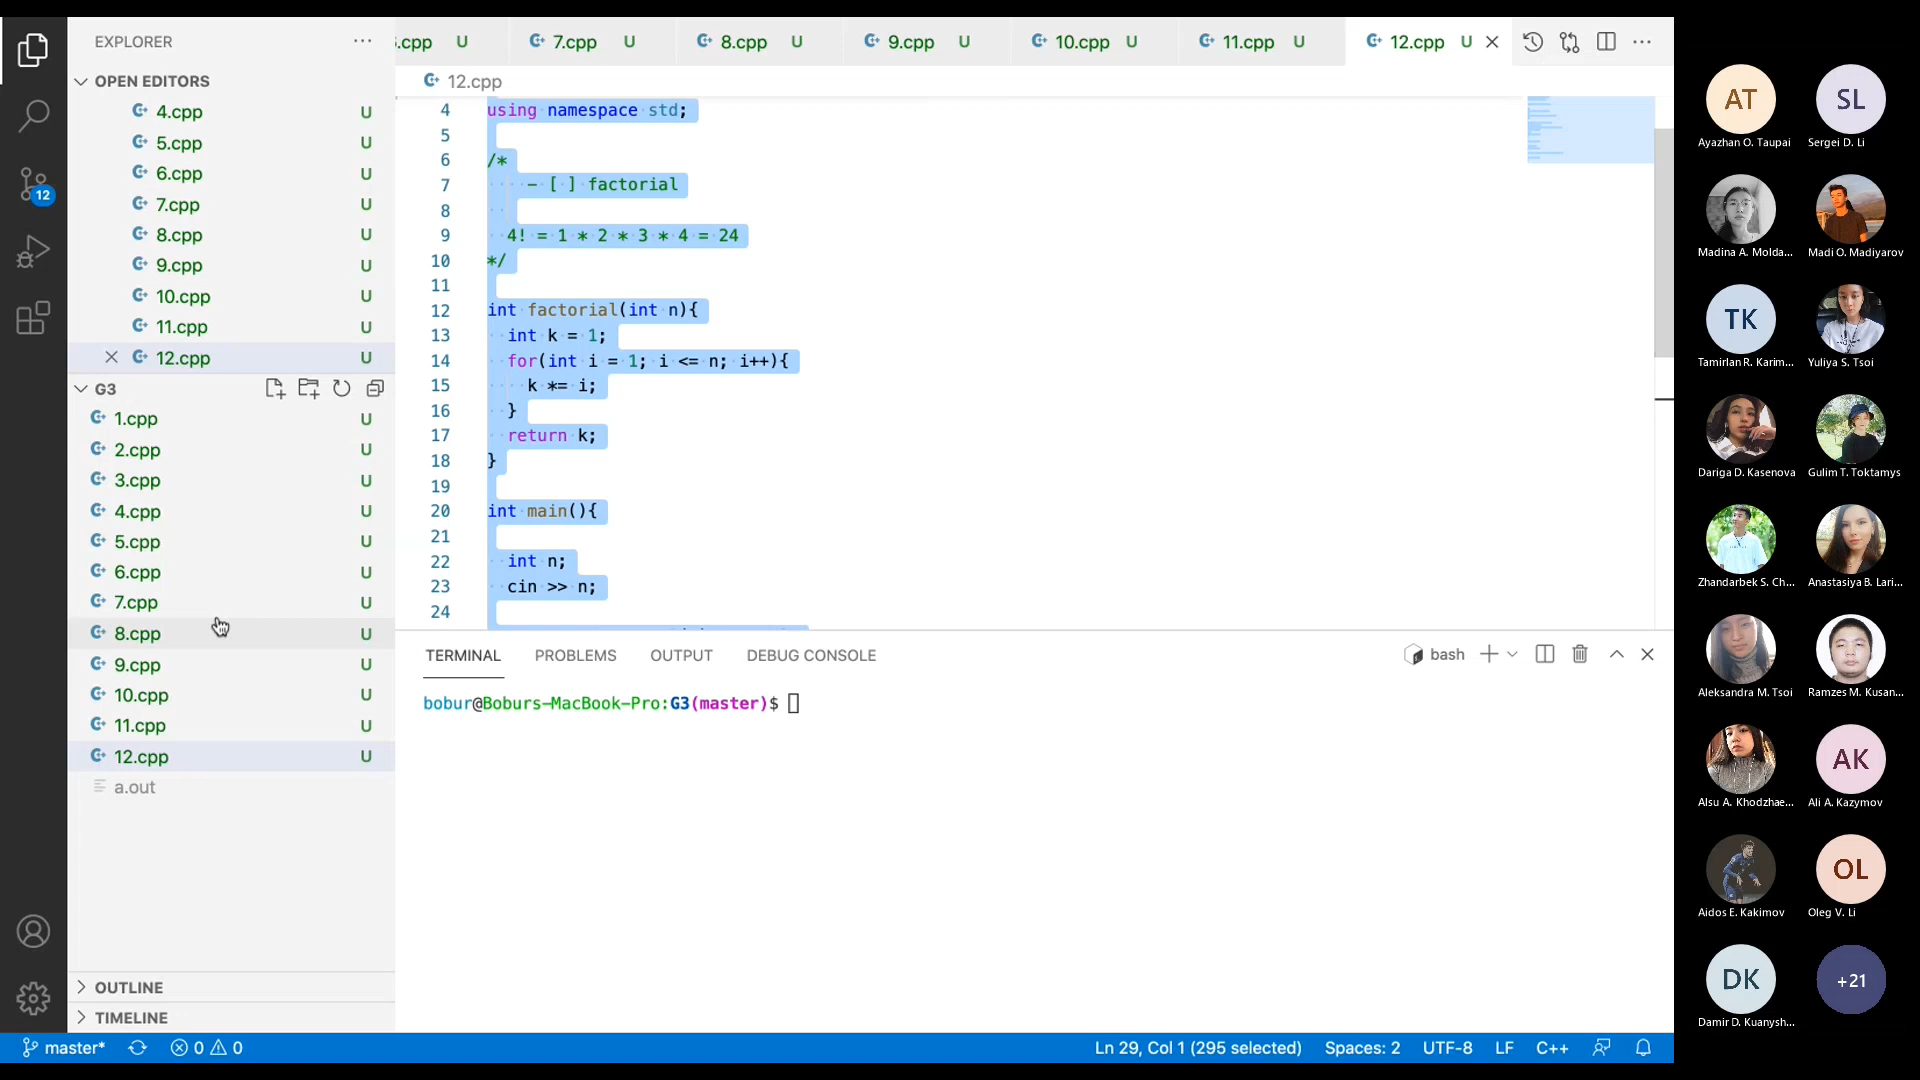 EXPLORER
OPEN EDITORS
4.cpp U
5.cpp U
6.cpp U
7.cpp U
8.cpp U
9.cpp U
10.cpp U
11.cpp U
12.cpp U
G3
1.cpp U
2.cpp U
3.cpp U
4.cpp U
5.cpp U
6.cpp U
7.cpp U
8.cpp U
9.cpp U
10.cpp U
11.cpp U
12.cpp U
a.out
OUTLINE
TIMELINE
12
.cpp U 7.cpp U 8.cpp U 9.cpp U 10.cpp U 11.cpp U 12.cpp U
12.cpp
4 using namespace std;
5
6 /*
7 - [ ] factorial
8
9 4! = 1 * 2 * 3 * 4 = 24
10 */
11
12 int factorial(int n){
13 int k = 1;
14 for(int i = 1; i <= n; i++){
15 k *= i;
16 }
17 return k;
18 }
19
20 int main(){
21
22 int n;
23 cin >> n;
24
TERMINAL PROBLEMS OUTPUT DEBUG CONSOLE bash
bobur@Boburs-MacBook-Pro:G3(master)$
master* 0 0 Ln 29, Col 1 (295 selected) Spaces: 2 UTF-8 LF C++
AT SL
Ayazhan O. Taupai Sergei D. Li
Madina A. Molda... Madi O. Madiyarov
TK
Tamirlan R. Karim... Yuliya S. Tsoi
Dariga D. Kasenova Gulim T. Toktamys
Zhandarbek S. Ch... Anastasiya B. Lari...
Aleksandra M. Tsoi Ramzes M. Kusan...
AK
Alsu A. Khodzhae... Ali A. Kazymov
OL
Aidos E. Kakimov Oleg V. Li
DK +21
Damir D. Kuanysh...